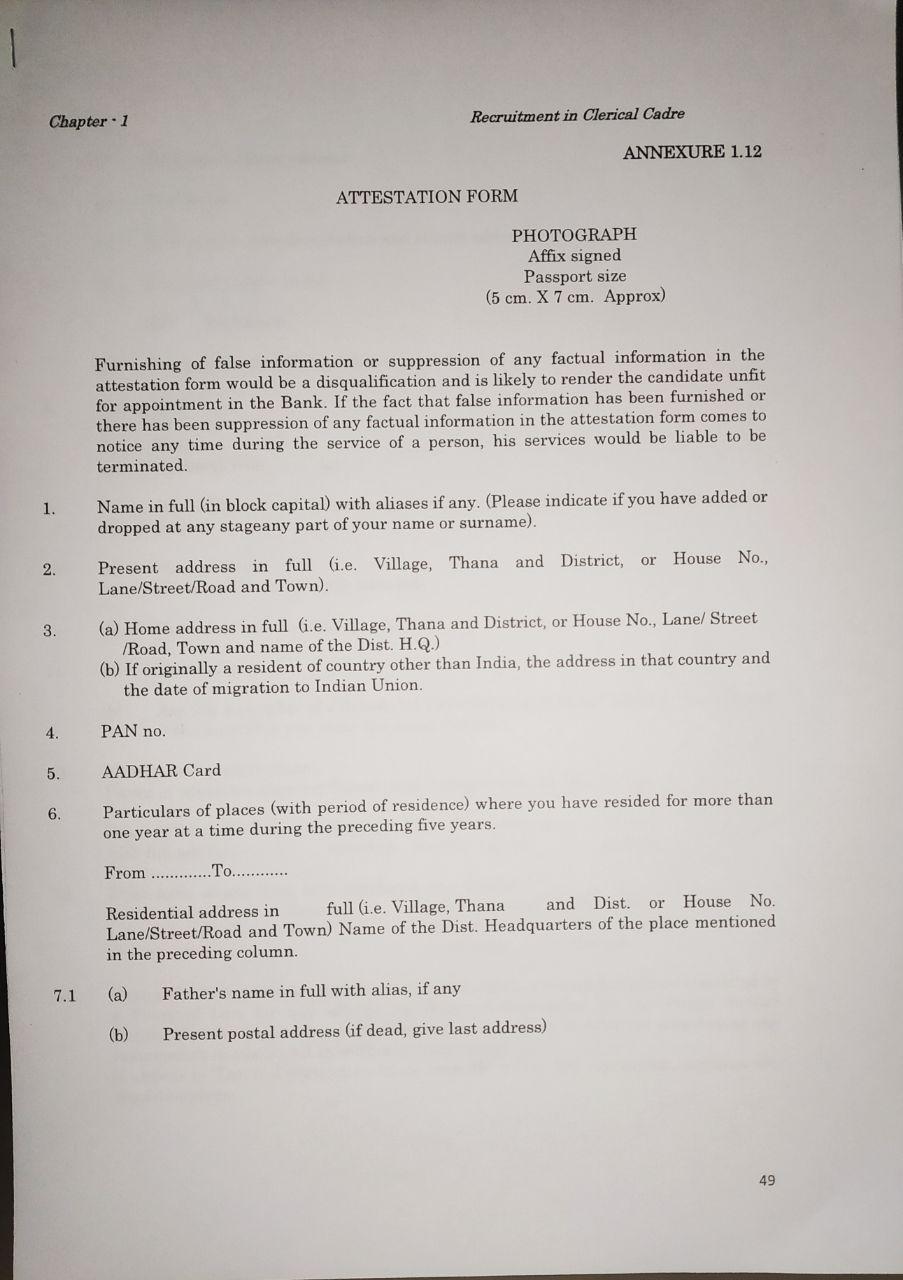 Chapter - 1
Recruitment in Clerical Cadre
ANNEXURE 1.12
ATTESTATION FORM
PHOTOGRAPH
Affix signed
Passport size
(5 cm. X 7 cm. Approx)
Furnishing of false information or suppression of any factual information in the
attestation form would be a disqualification and is likely to render the candidate unfit
for appointment in the Bank. If the fact that false information has been furnished or
there has been suppression of any factual information in the attestation form comes to
notice any time during the service of a person, his services would be liable to be
terminated.
1. Name in full (in block capital) with aliases if any. (Please indicate if you have added or
dropped at any stageany part of your name or surname).
2. Present address in full (i.e. Village, Thana and District, or House No.,
Lane/Street/Road and Town).
3. (a) Home address in full (i.e. Village, Thana and District, or House No., Lane/ Street
/Road, Town and name of the Dist. H.Q.)
(b) If originally a resident of country other than India, the address in that country and
the date of migration to Indian Union.
4. PAN no.
5. AADHAR Card
6. Particulars of places (with period of residence) where you have resided for more than
one year at a time during the preceding five years.
From .............To............
Residential address in full (i.e. Village, Thana and Dist. or House No.
Lane/Street/Road and Town) Name of the Dist. Headquarters of the place mentioned
in the preceding column.
7.1 (a) Father's name in full with alias, if any
(b) Present postal address (if dead, give last address)
49